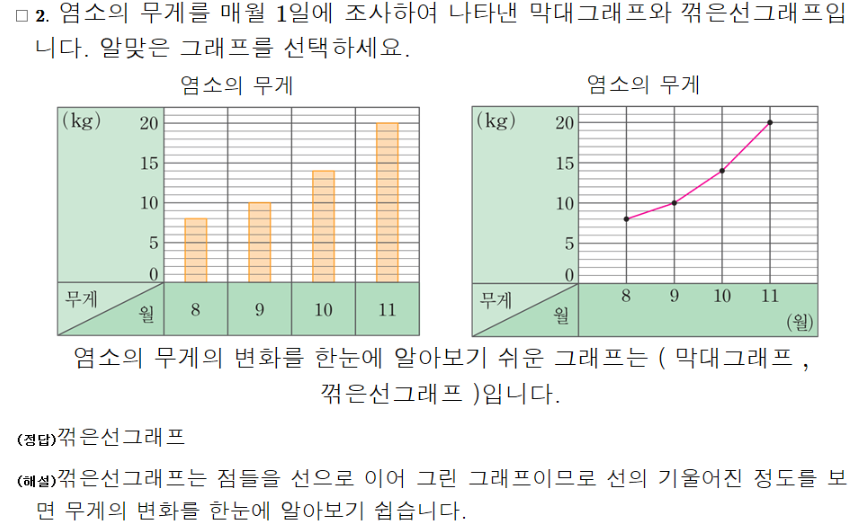 □ 2. 염소의 무게를 매월 1일에 조사하여 나타낸 막대그래프와 꺾은선그래프입
니다. 알맞은 그래프를 선택하세요.
염소의 무게
(kg)
20
15
10
5
0
무게
월
8 9 10 11
염소의 무게
(kg)
20
15
10
5
0
무게
월
8 9 10 11
(월)
염소의 무게의 변화를 한눈에 알아보기 쉬운 그래프는 ( 막대그래프 ,
꺾은선그래프 )입니다.
(정답)꺾은선그래프
(해설)꺾은선그래프는 점들을 선으로 이어 그린 그래프이므로 선의 기울어진 정도를 보
면 무게의 변화를 한눈에 알아보기 쉽습니다.